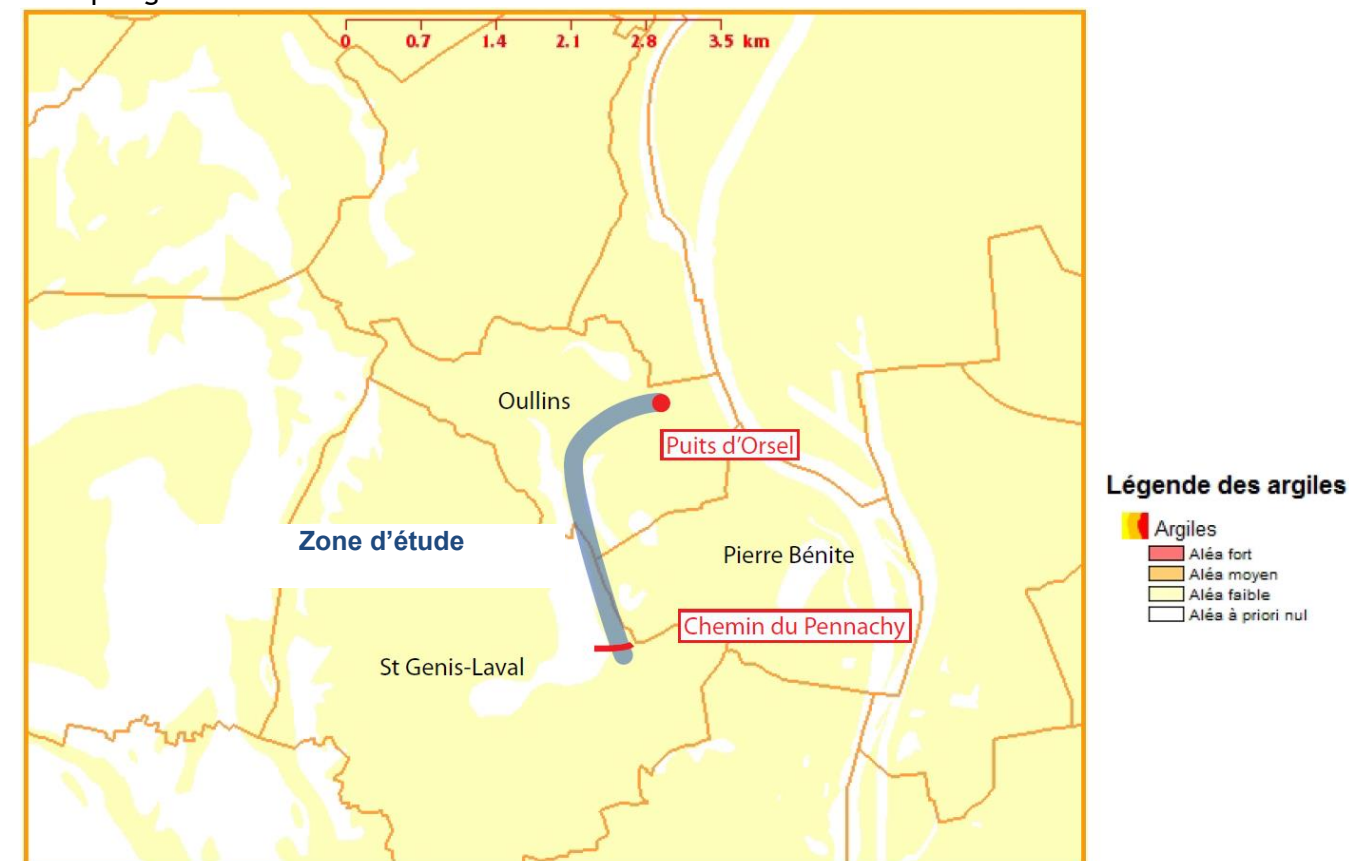 0 0.7 1.4 2.1 2.8 3.5 km
Oullins
Puits d'Orsel
Zone d'étude
Pierre Bénite
Chemin du Pennachy
St Genis-Laval
Légende des argiles
Argiles
Aléa fort
Aléa moyen
Aléa faible
Aléa à priori nul